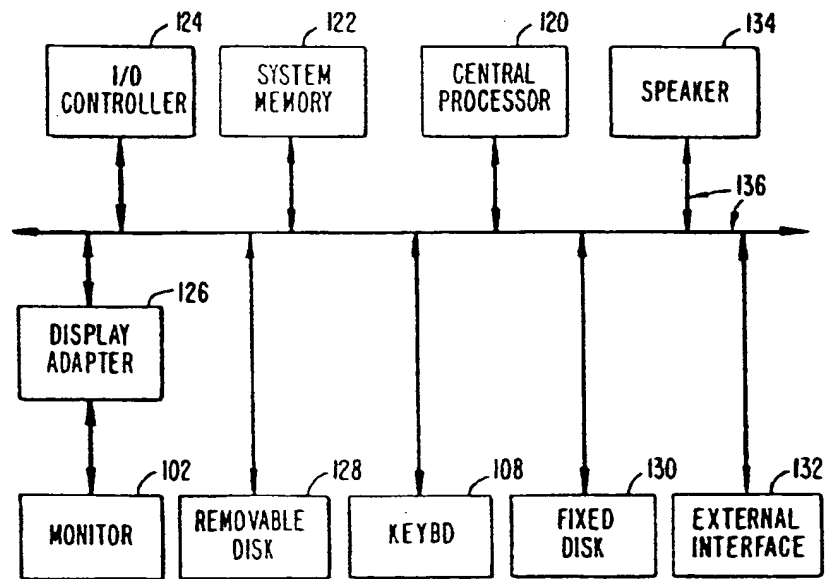 124
122
120
134
I/O
CONTROLLER
SYSTEM
MEMORY
CENTRAL
PROCESSOR
SPEAKER
136
126
DISPLAY
ADAPTER
102
128
108
130
132
MONITOR
REMOVABLE
DISK
KEYBD
FIXED
DISK
EXTERNAL
INTERFACE